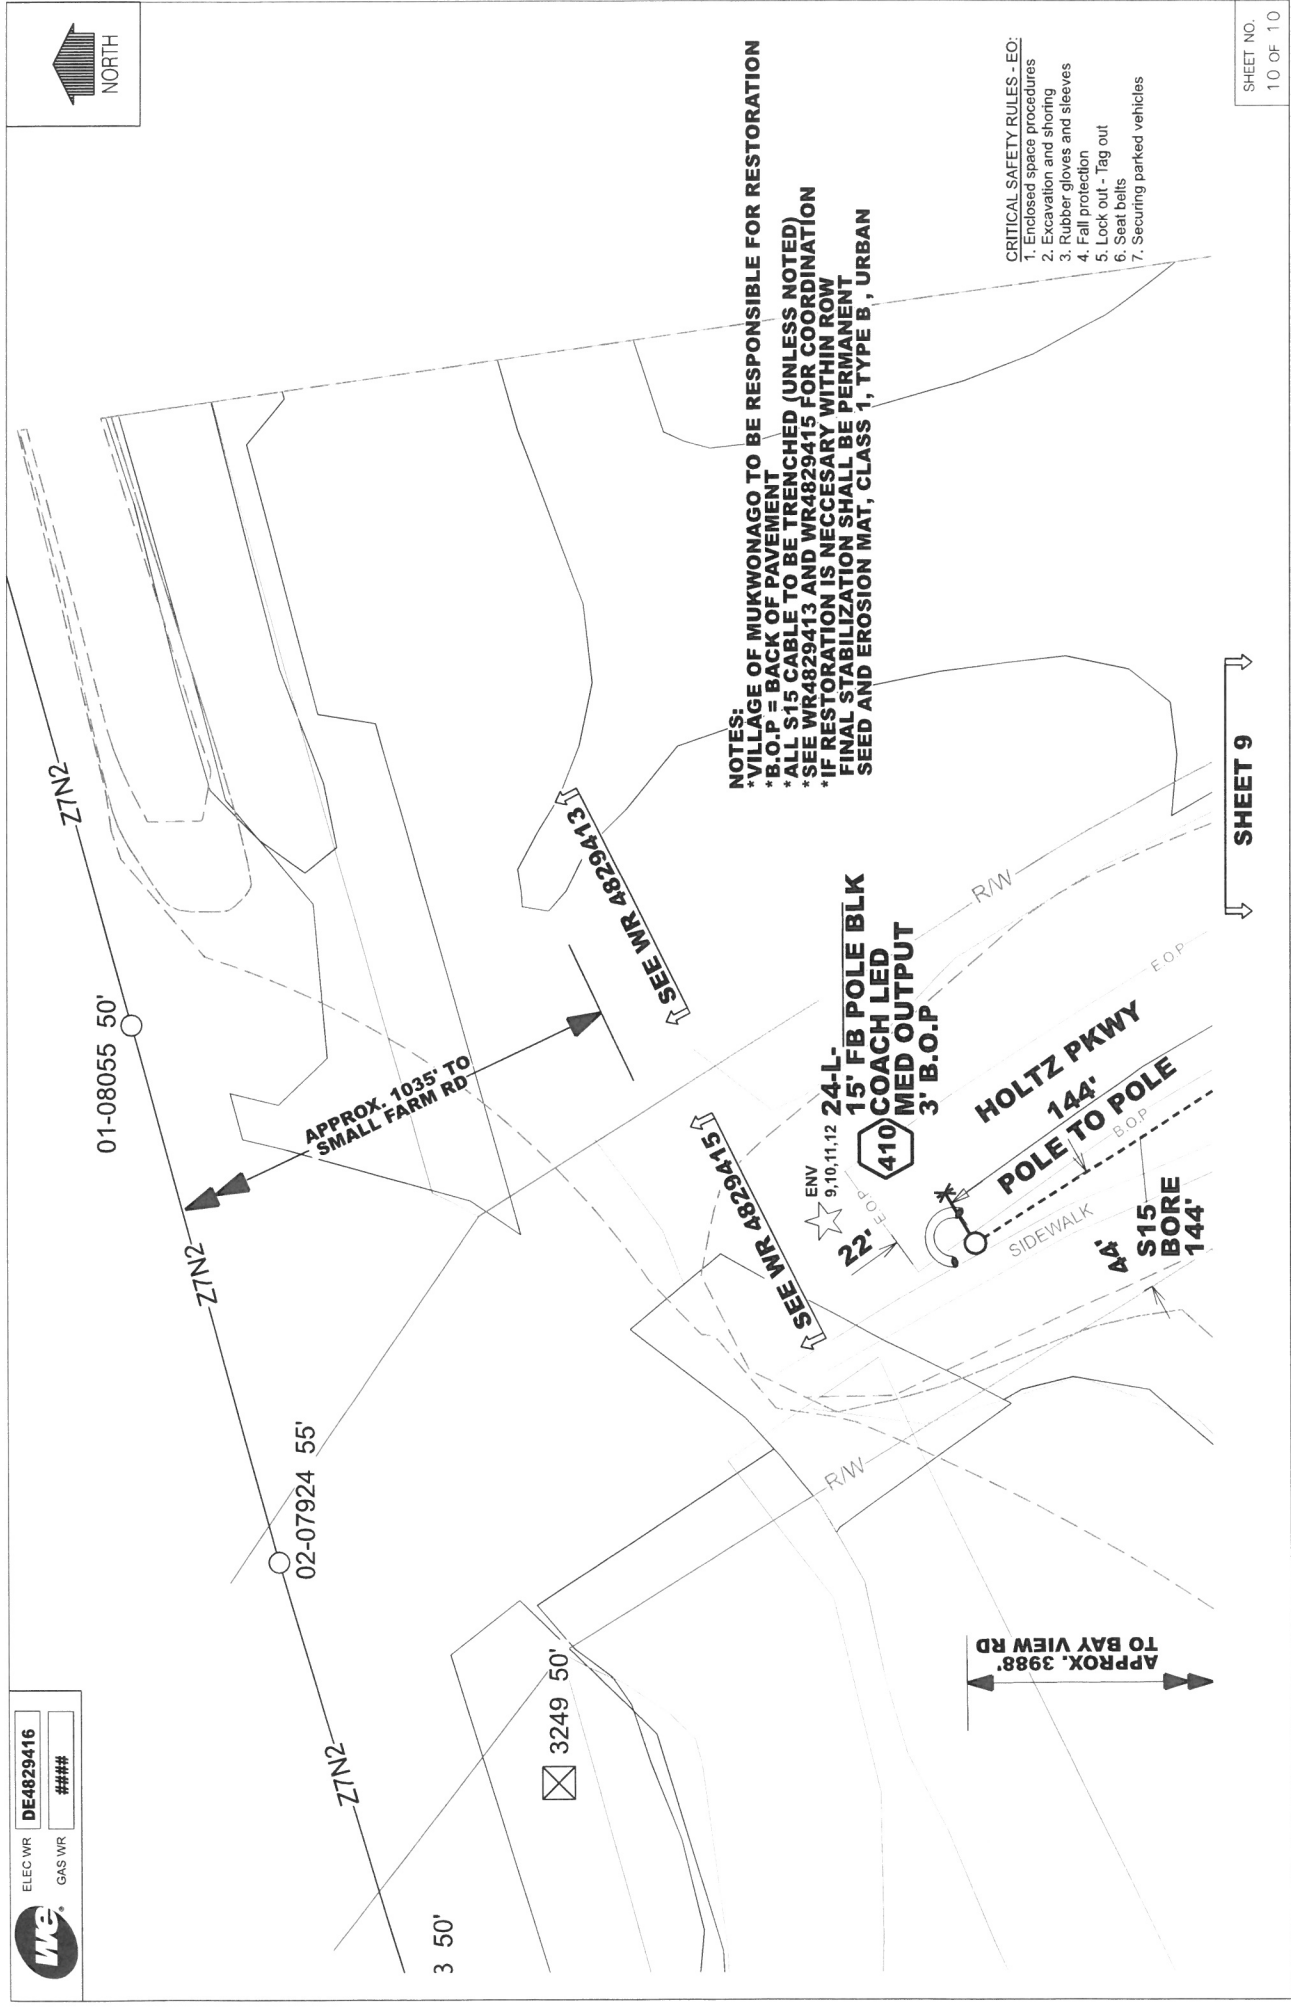 We
ELEC WR DE4829416
GAS WR ####
NORTH
Z7N2
Z7N2
Z7N2
01-08055 50'
02-07924 55'
3 50'
3249 50'
APPROX. 1035' TO
SMALL FARM RD
SEE WR 4829413
SEE WR 4829415
NOTES:
*VILLAGE OF MUKWONAGO TO BE RESPONSIBLE FOR RESTORATION
*B.O.P = BACK OF PAVEMENT
*ALL S15 CABLE TO BE TRENCHED (UNLESS NOTED)
*SEE WR4829413 AND WR4829415 FOR COORDINATION
*IF RESTORATION IS NECCESARY WITHIN ROW
FINAL STABILIZATION SHALL BE PERMANENT
SEED AND EROSION MAT, CLASS 1, TYPE B , URBAN
ENV
9,10,11,12
24-L-
15' FB POLE BLK
410
COACH LED
MED OUTPUT
3' B.O.P
22'
E.O.P
R/W
R/W
E.O.P
HOLTZ PKWY
144'
POLE TO POLE
B.O.P
SIDEWALK
44'
S15
BORE
144'
APPROX. 3988'
TO BAY VIEW RD
SHEET 9
CRITICAL SAFETY RULES - EO:
1. Enclosed space procedures
2. Excavation and shoring
3. Rubber gloves and sleeves
4. Fall protection
5. Lock out - Tag out
6. Seat belts
7. Securing parked vehicles
SHEET NO.
10 OF 10